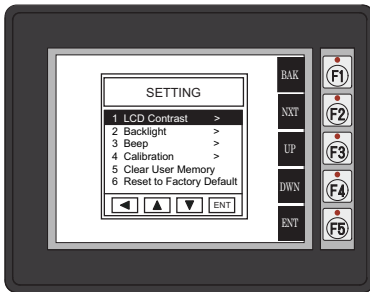 SETTING
1 LCD Contrast >
2 Backlight >
3 Beep >
4 Calibration >
5 Clear User Memory
6 Reset to Factory Default
ENT
BAK
NXT
UP
DWN
ENT
F1
F2
F3
F4
F5